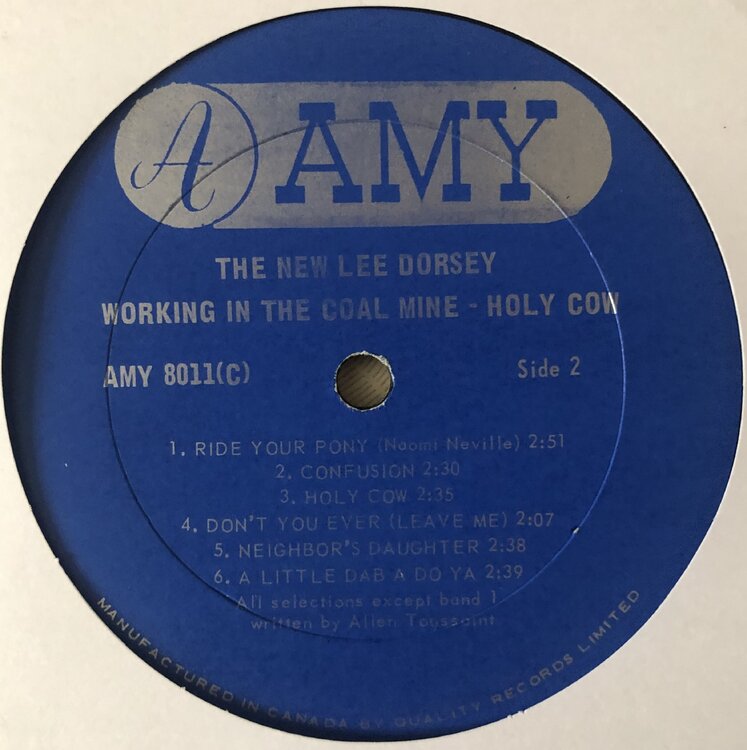 A AMY
THE NEW LEE DORSEY
WORKING IN THE COAL MINE - HOLY COW
AMY 8011(C)
Side 2
1. RIDE YOUR PONY (Naomi Neville) 2:51
2. CONFUSION 2:30
3. HOLY COW 2:35
4. DON'T YOU EVER (LEAVE ME) 2:07
5. NEIGHBOR'S DAUGHTER 2:38
6. A LITTLE DAB A DO YA 2:39
All selections except band 1
written by Allen Toussaint
MANUFACTURED IN CANADA BY QUALITY RECORDS LIMITED